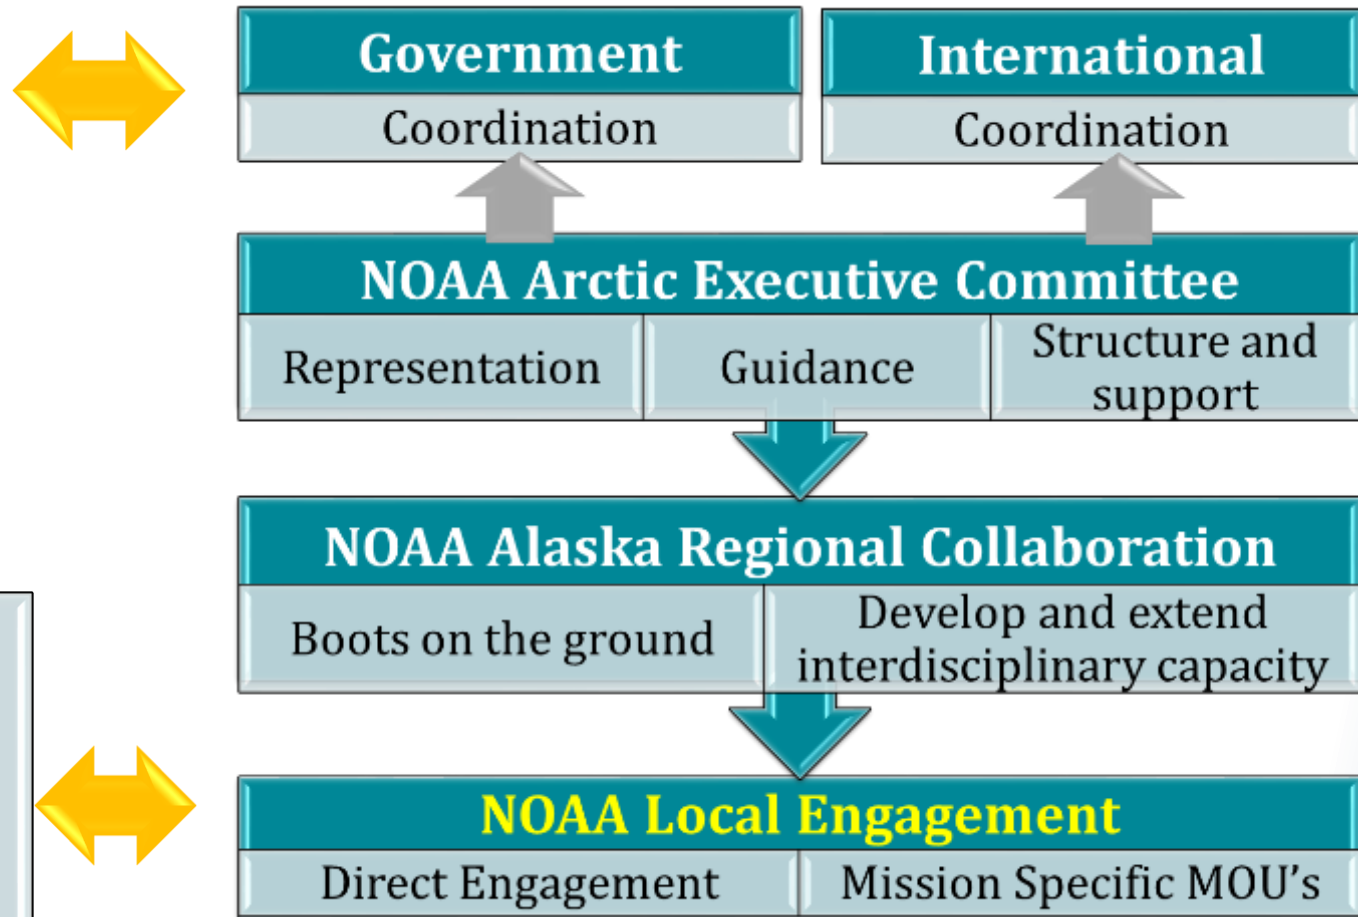 Government
International
Coordination
Coordination
NOAA Arctic Executive Committee
Representation
Guidance
Structure and
support
NOAA Alaska Regional Collaboration
Boots on the ground
Develop and extend
interdisciplinary capacity
NOAA Local Engagement
Direct Engagement
Mission Specific MOU's